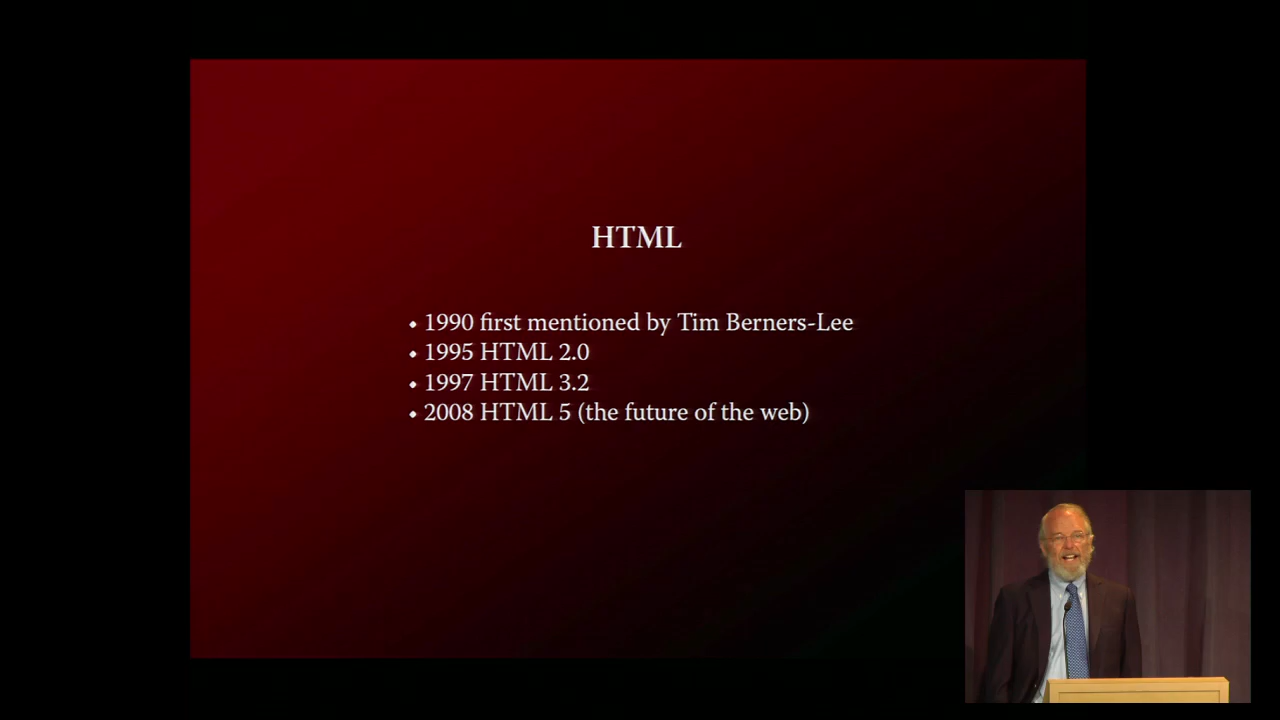 HTML
• 1990 first mentioned by Tim Berners-Lee
• 1995 HTML 2.0
• 1997 HTML 3.2
• 2008 HTML 5 (the future of the web)